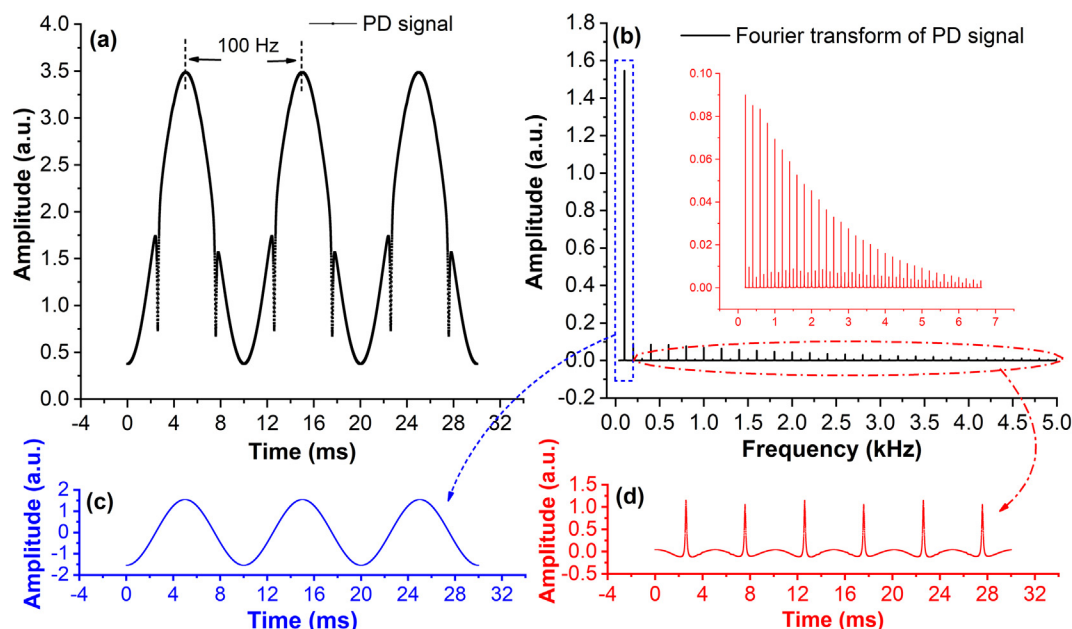 (a)
PD signal
100 Hz
Amplitude (a.u.)
4.0
3.5
3.0
2.5
2.0
1.5
1.0
0.5
0.0
-4 0 4 8 12 16 20 24 28 32
Time (ms)
(b)
Fourier transform of PD signal
Amplitude (a.u.)
1.8
1.6
1.4
1.2
1.0
0.8
0.6
0.4
0.2
0.0
-0.2
0.10
0.08
0.06
0.04
0.02
0.00
0 1 2 3 4 5 6 7
0.0 0.5 1.0 1.5 2.0 2.5 3.0 3.5 4.0 4.5 5.0
Frequency (kHz)
(c)
Amplitude (a.u.)
2
1
0
-1
-2
-4 0 4 8 12 16 20 24 28 32
Time (ms)
(d)
Amplitude (a.u.)
1.5
1.0
0.5
0.0
-0.5
-4 0 4 8 12 16 20 24 28 32
Time (ms)